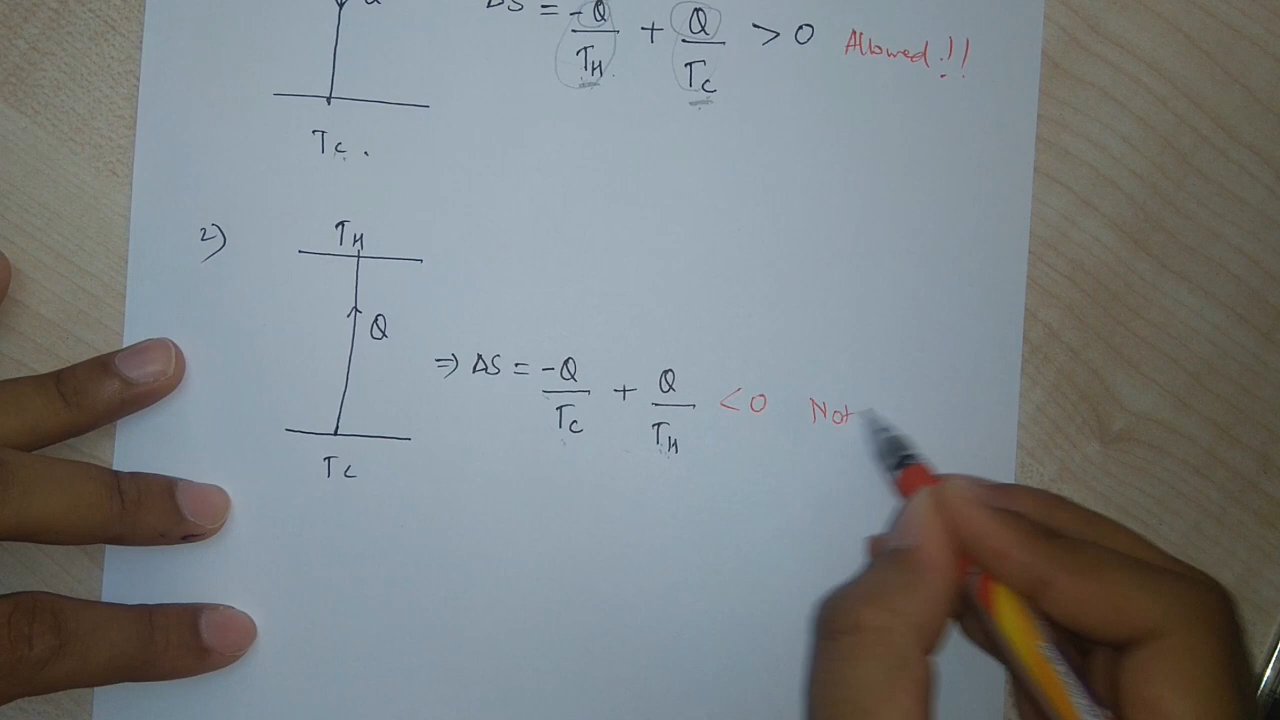 ΔS = -Q/T_H + Q/T_C > 0 Allowed!!
T_C .
2)
T_H
Q
⇒ ΔS = -Q/T_C + Q/T_H < 0 Not
T_C